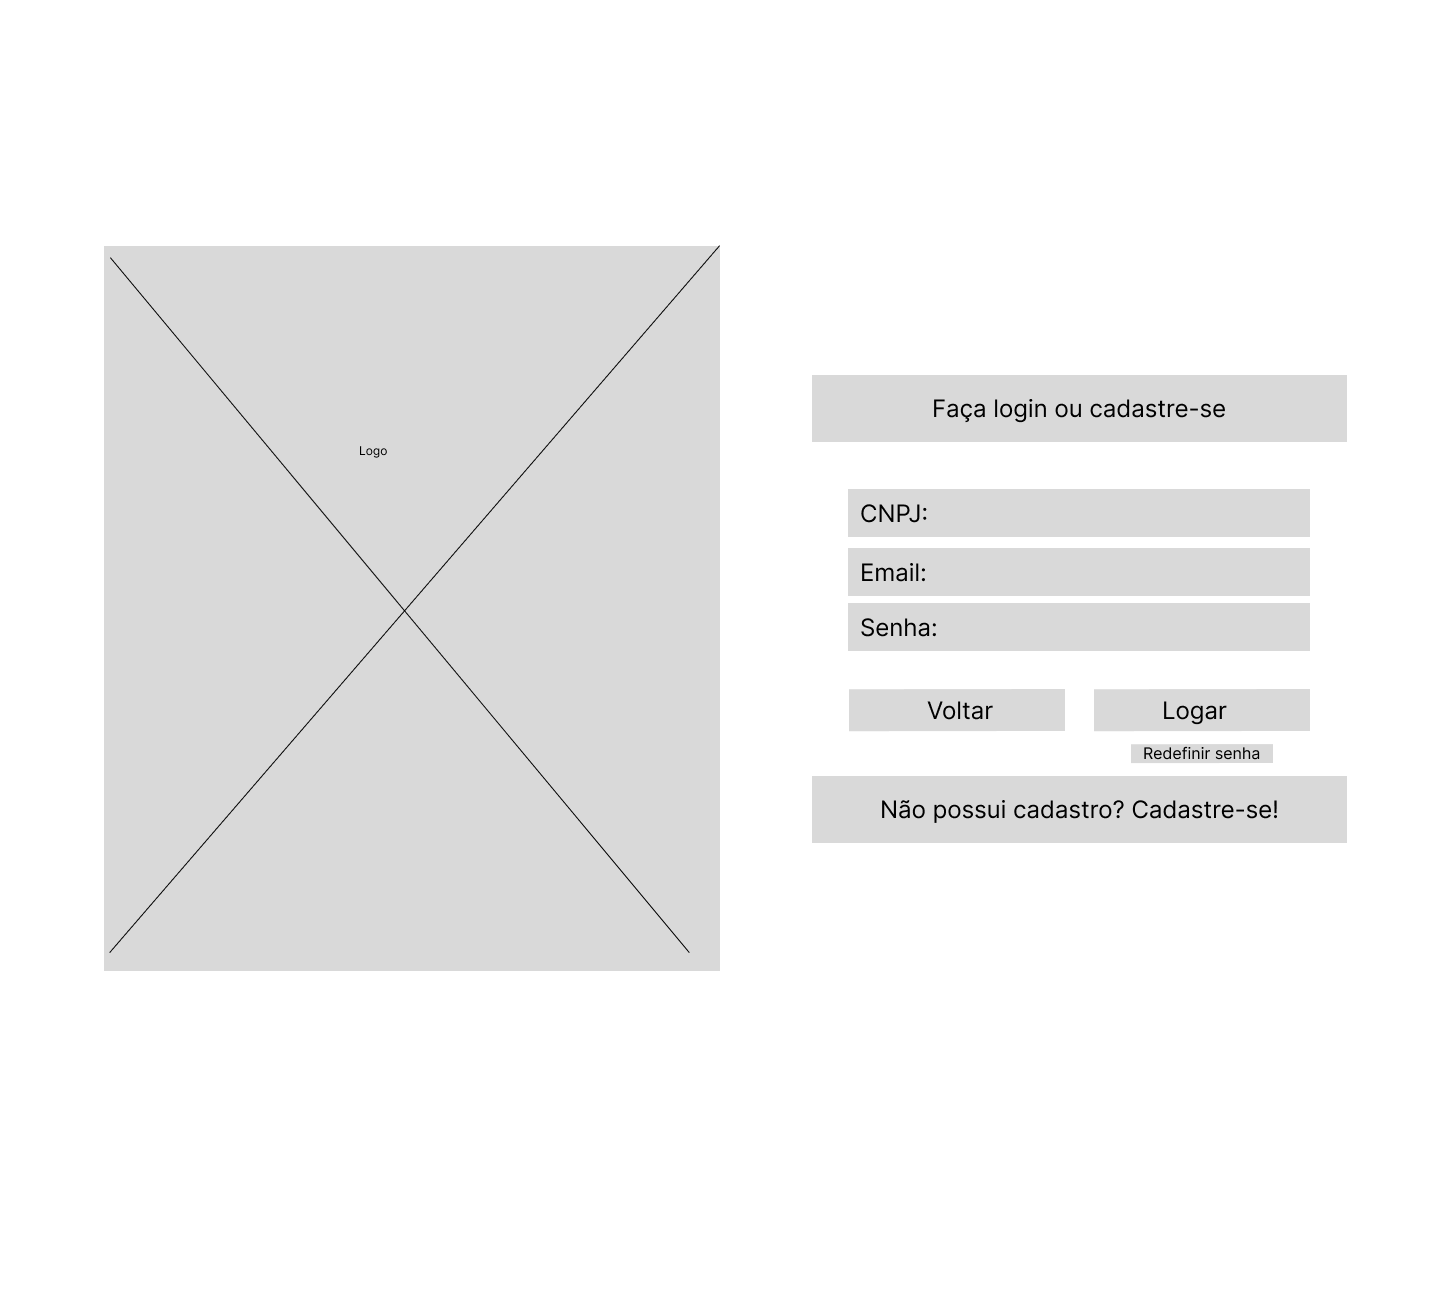 Logo
Faça login ou cadastre-se
CNPJ:
Email:
Senha:
Voltar
Logar
Redefinir senha
Não possui cadastro? Cadastre-se!